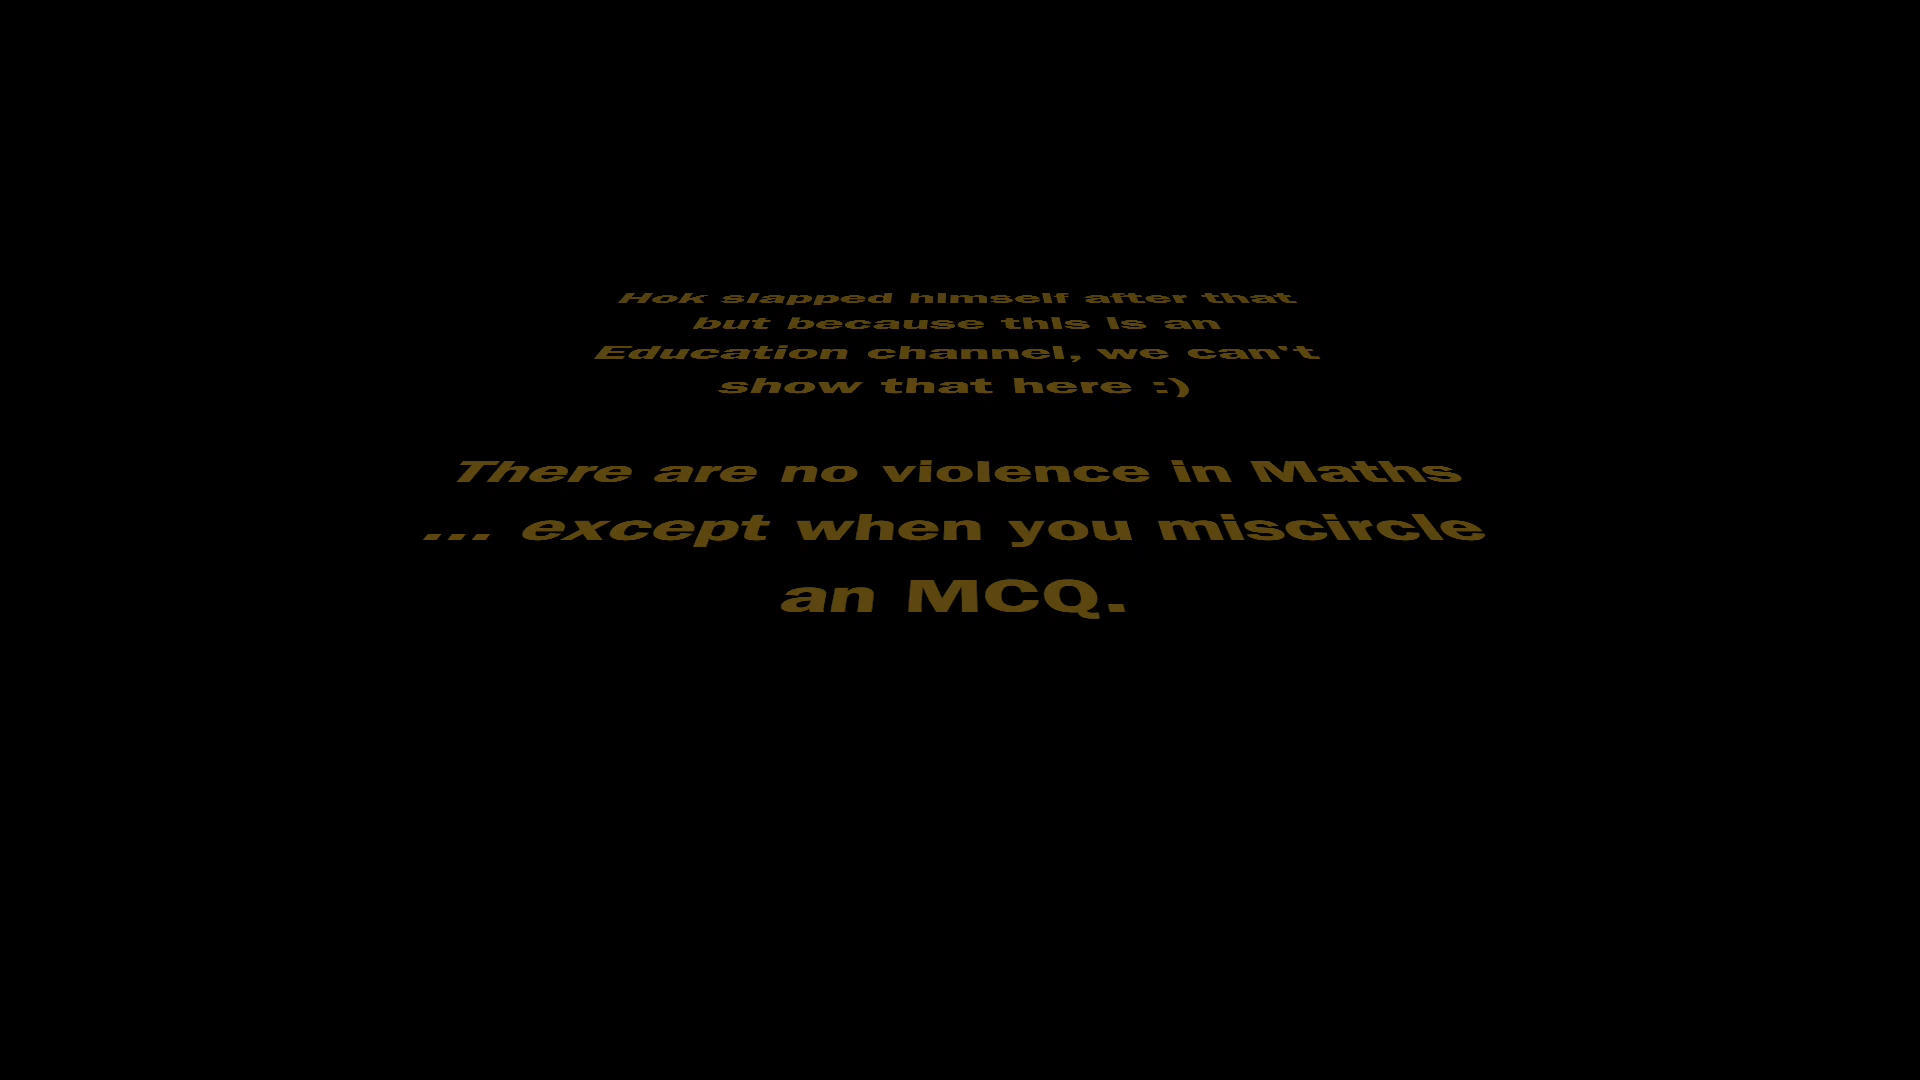 Hok slapped himself after that
but because this is an
Education channel, we can't
show that here :)
There are no violence in Maths
... except when you miscircle
an MCQ.